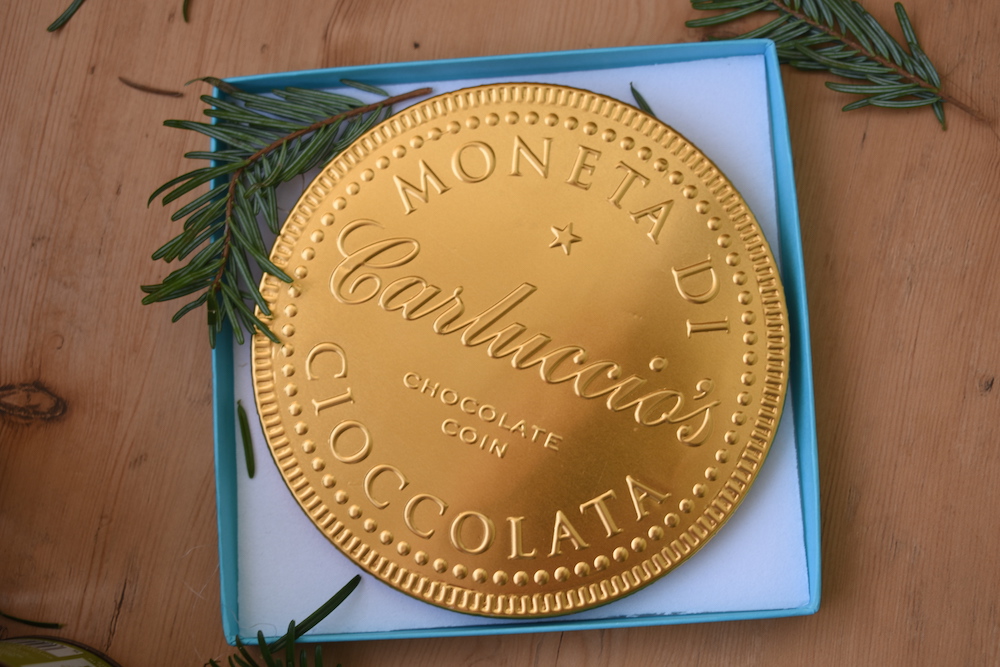 MONETA DI
Carluccio's
CHOCOLATE
COIN
CIOCCOLATA